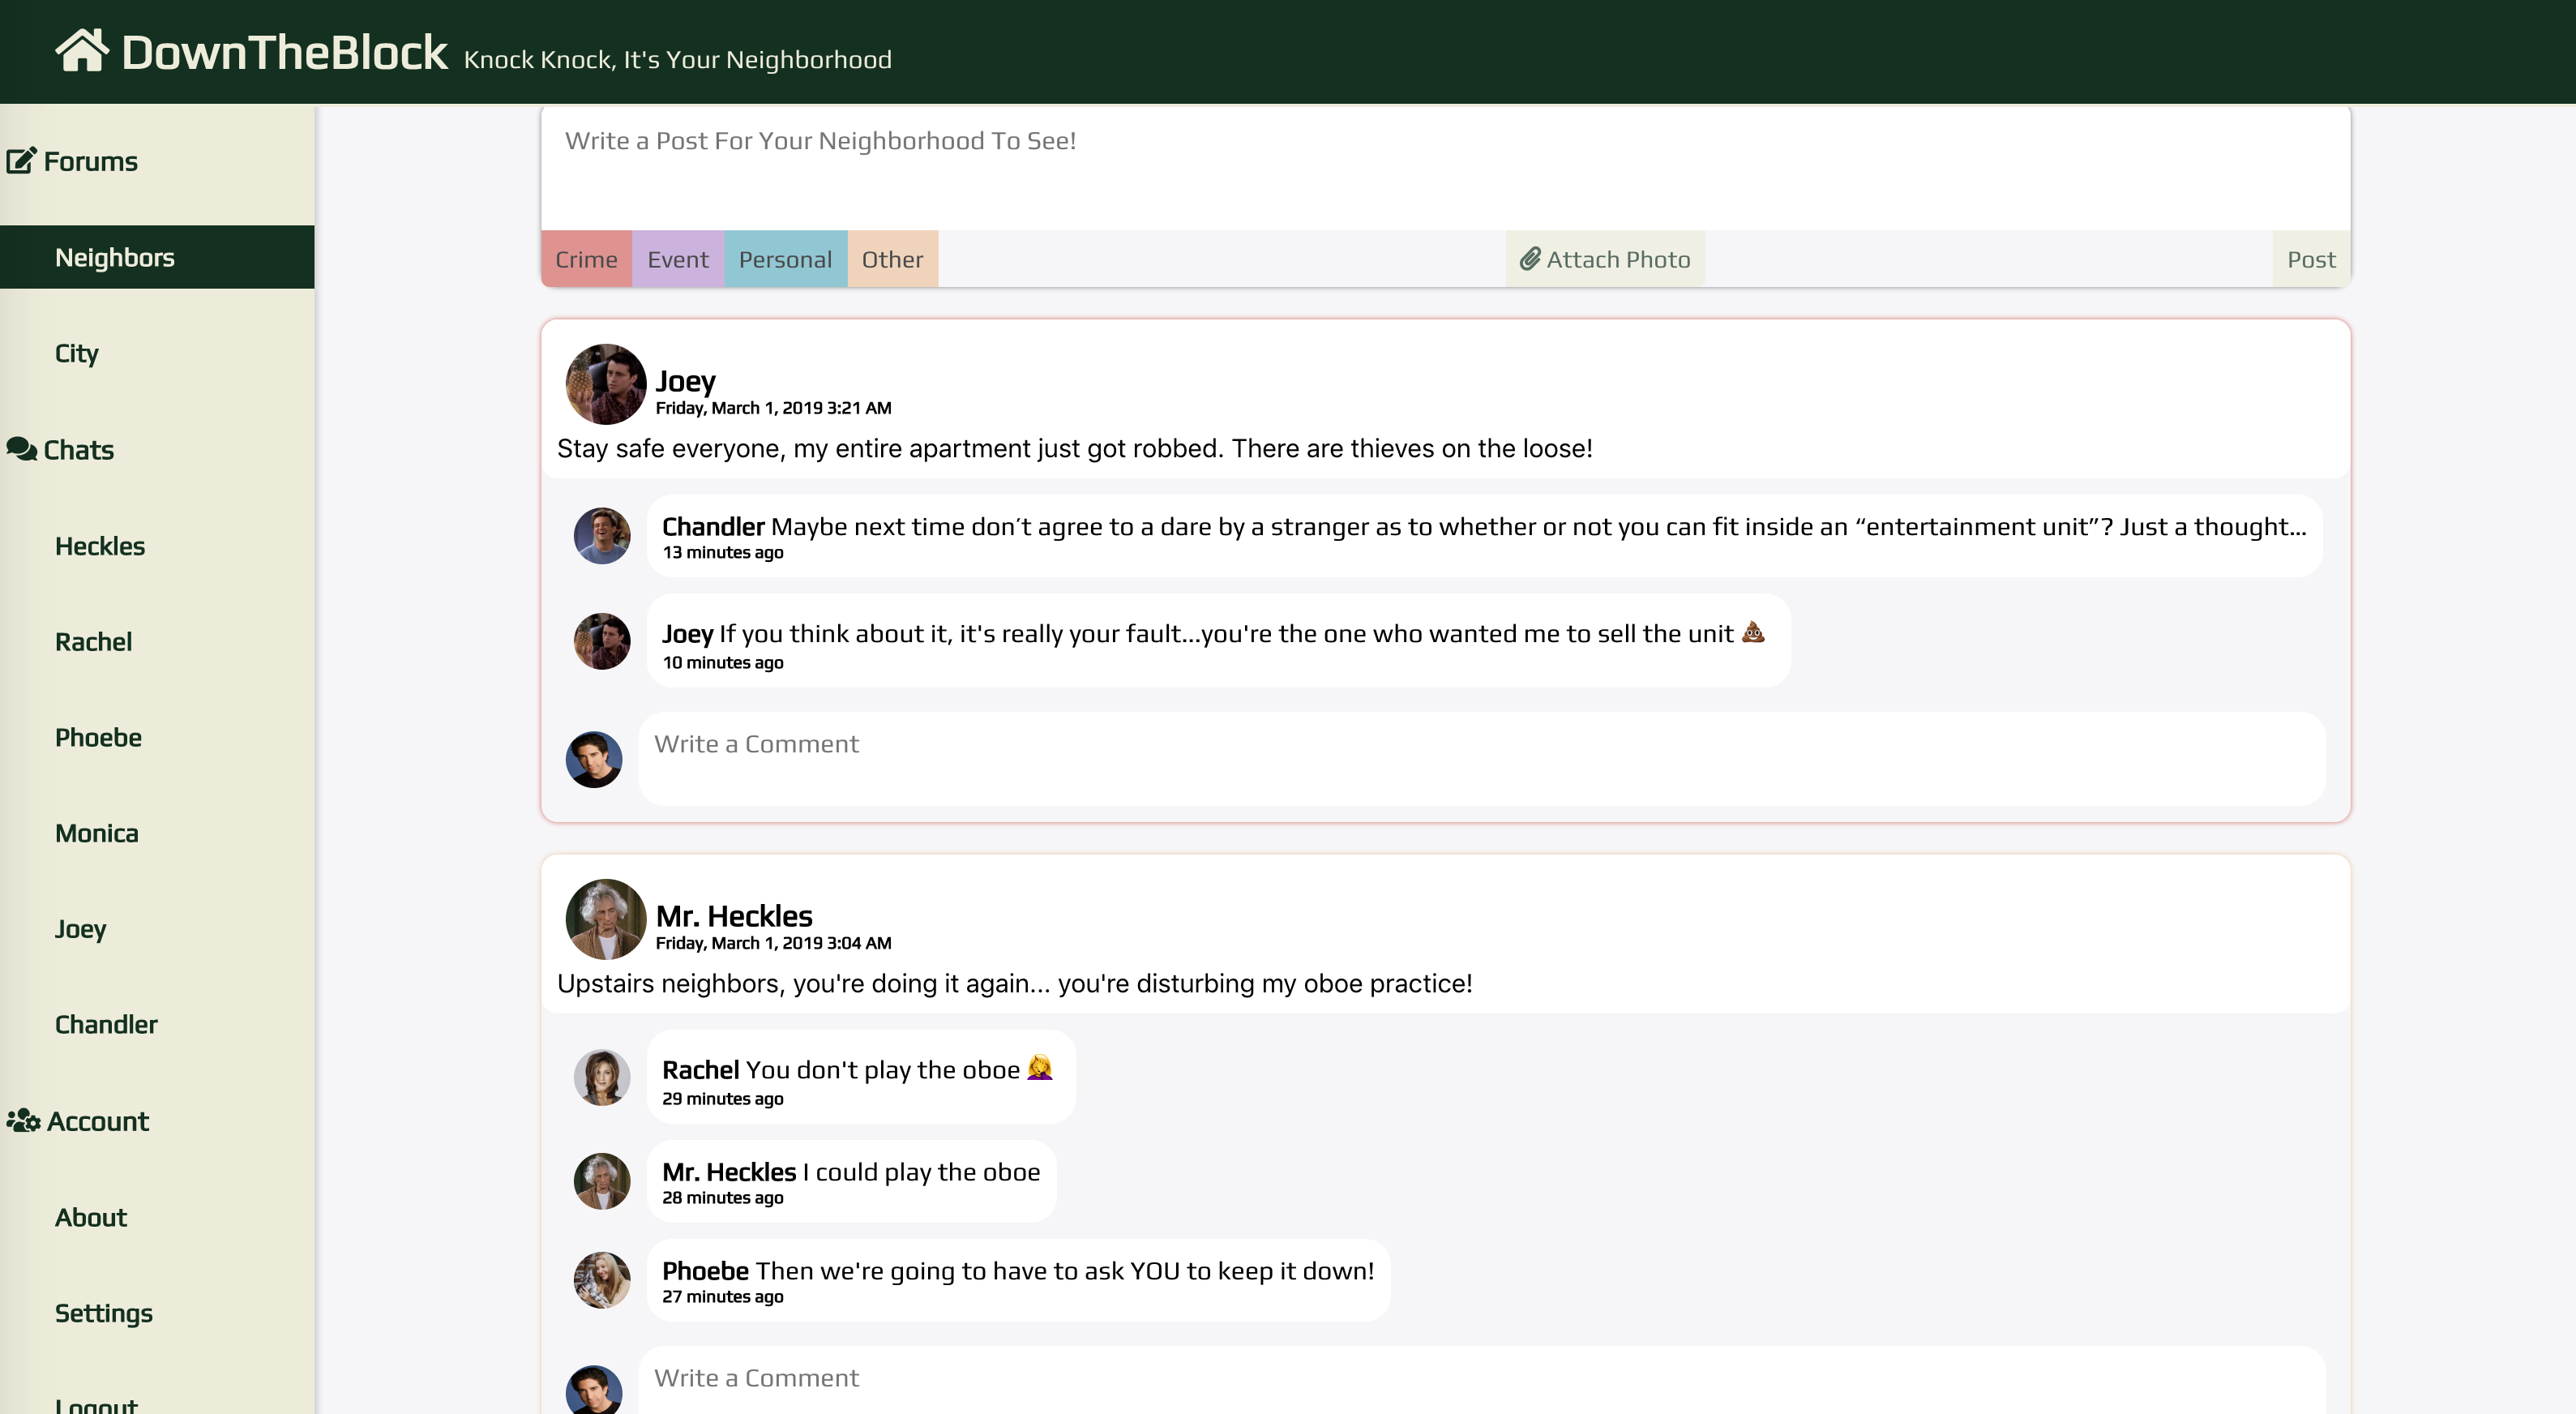 DownTheBlock Knock Knock, It's Your Neighborhood
Forums
Neighbors
City
Chats
Heckles
Rachel
Phoebe
Monica
Joey
Chandler
Account
About
Settings
Logout
Write a Post For Your Neighborhood To See!
Crime Event Personal Other Attach Photo Post
Joey
Friday, March 1, 2019 3:21 AM
Stay safe everyone, my entire apartment just got robbed. There are thieves on the loose!
Chandler Maybe next time don’t agree to a dare by a stranger as to whether or not you can fit inside an “entertainment unit”? Just a thought...
13 minutes ago
Joey If you think about it, it's really your fault...you're the one who wanted me to sell the unit 💩
10 minutes ago
Write a Comment
Mr. Heckles
Friday, March 1, 2019 3:04 AM
Upstairs neighbors, you're doing it again... you're disturbing my oboe practice!
Rachel You don't play the oboe 🤦‍♀️
29 minutes ago
Mr. Heckles I could play the oboe
28 minutes ago
Phoebe Then we're going to have to ask YOU to keep it down!
27 minutes ago
Write a Comment